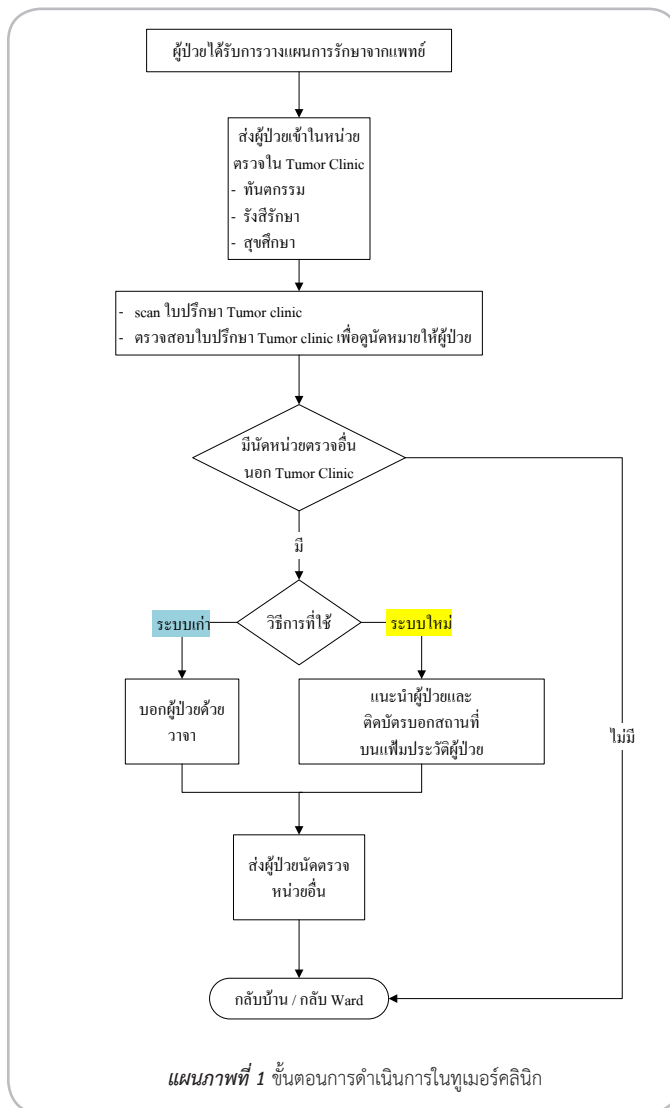 ผู้ป่วยได้รับการวางแผนการรักษาจากแพทย์
ส่งผู้ป่วยเข้าในหน่วย
ตรวจใน Tumor Clinic
- ทันตกรรม
- รังสีรักษา
- สุขศึกษา
- scan ใบปรึกษา Tumor clinic
- ตรวจสอบใบปรึกษา Tumor clinic เพื่อดูนัดหมายให้ผู้ป่วย
มีนัดหน่วยตรวจอื่น
นอก Tumor Clinic
มี
ระบบเก่า
วิธีการที่ใช้
ระบบใหม่
บอกผู้ป่วยด้วย
วาจา
แนะนำผู้ป่วยและ
ติดบัตรบอกสถานที่
บนแฟ้มประวัติผู้ป่วย
ไม่มี
ส่งผู้ป่วยนัดตรวจ
หน่วยอื่น
กลับบ้าน / กลับ Ward
แผนภาพที่ 1 ขั้นตอนการดำเนินการในทูเมอร์คลินิก